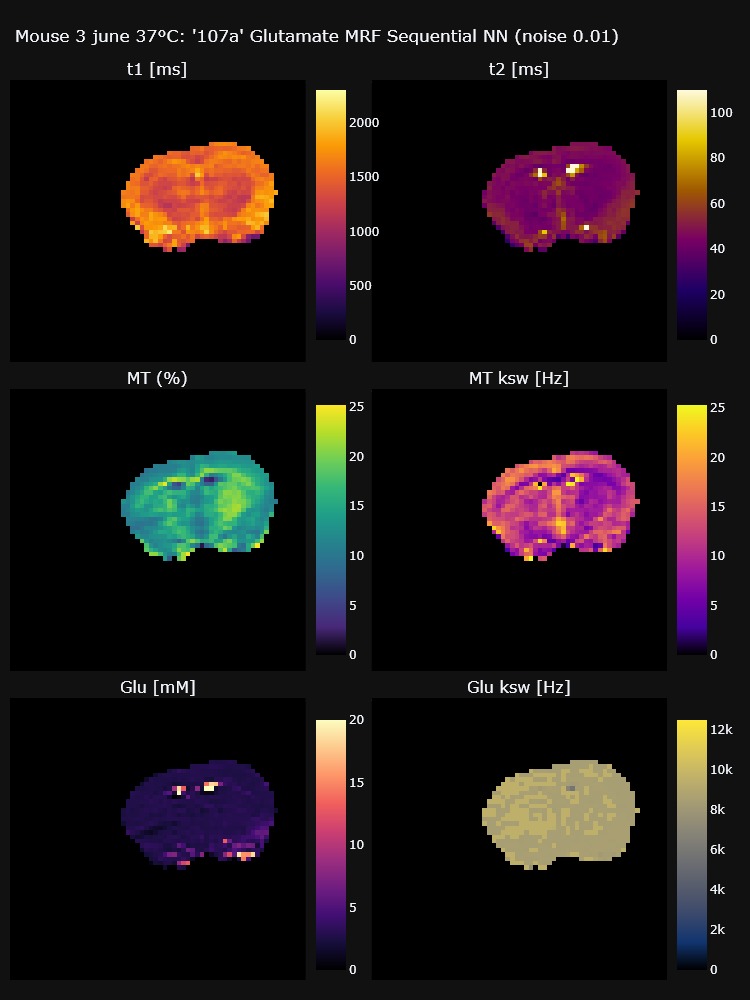 Mouse 3 june 37ºC: '107a' Glutamate MRF Sequential NN (noise 0.01)
t1 [ms]
2000
1500
1000
500
0
t2 [ms]
100
80
60
40
20
0
MT (%)
25
20
15
10
5
0
MT ksw [Hz]
25
20
15
10
5
0
Glu [mM]
20
15
10
5
0
Glu ksw [Hz]
12k
10k
8k
6k
4k
2k
0